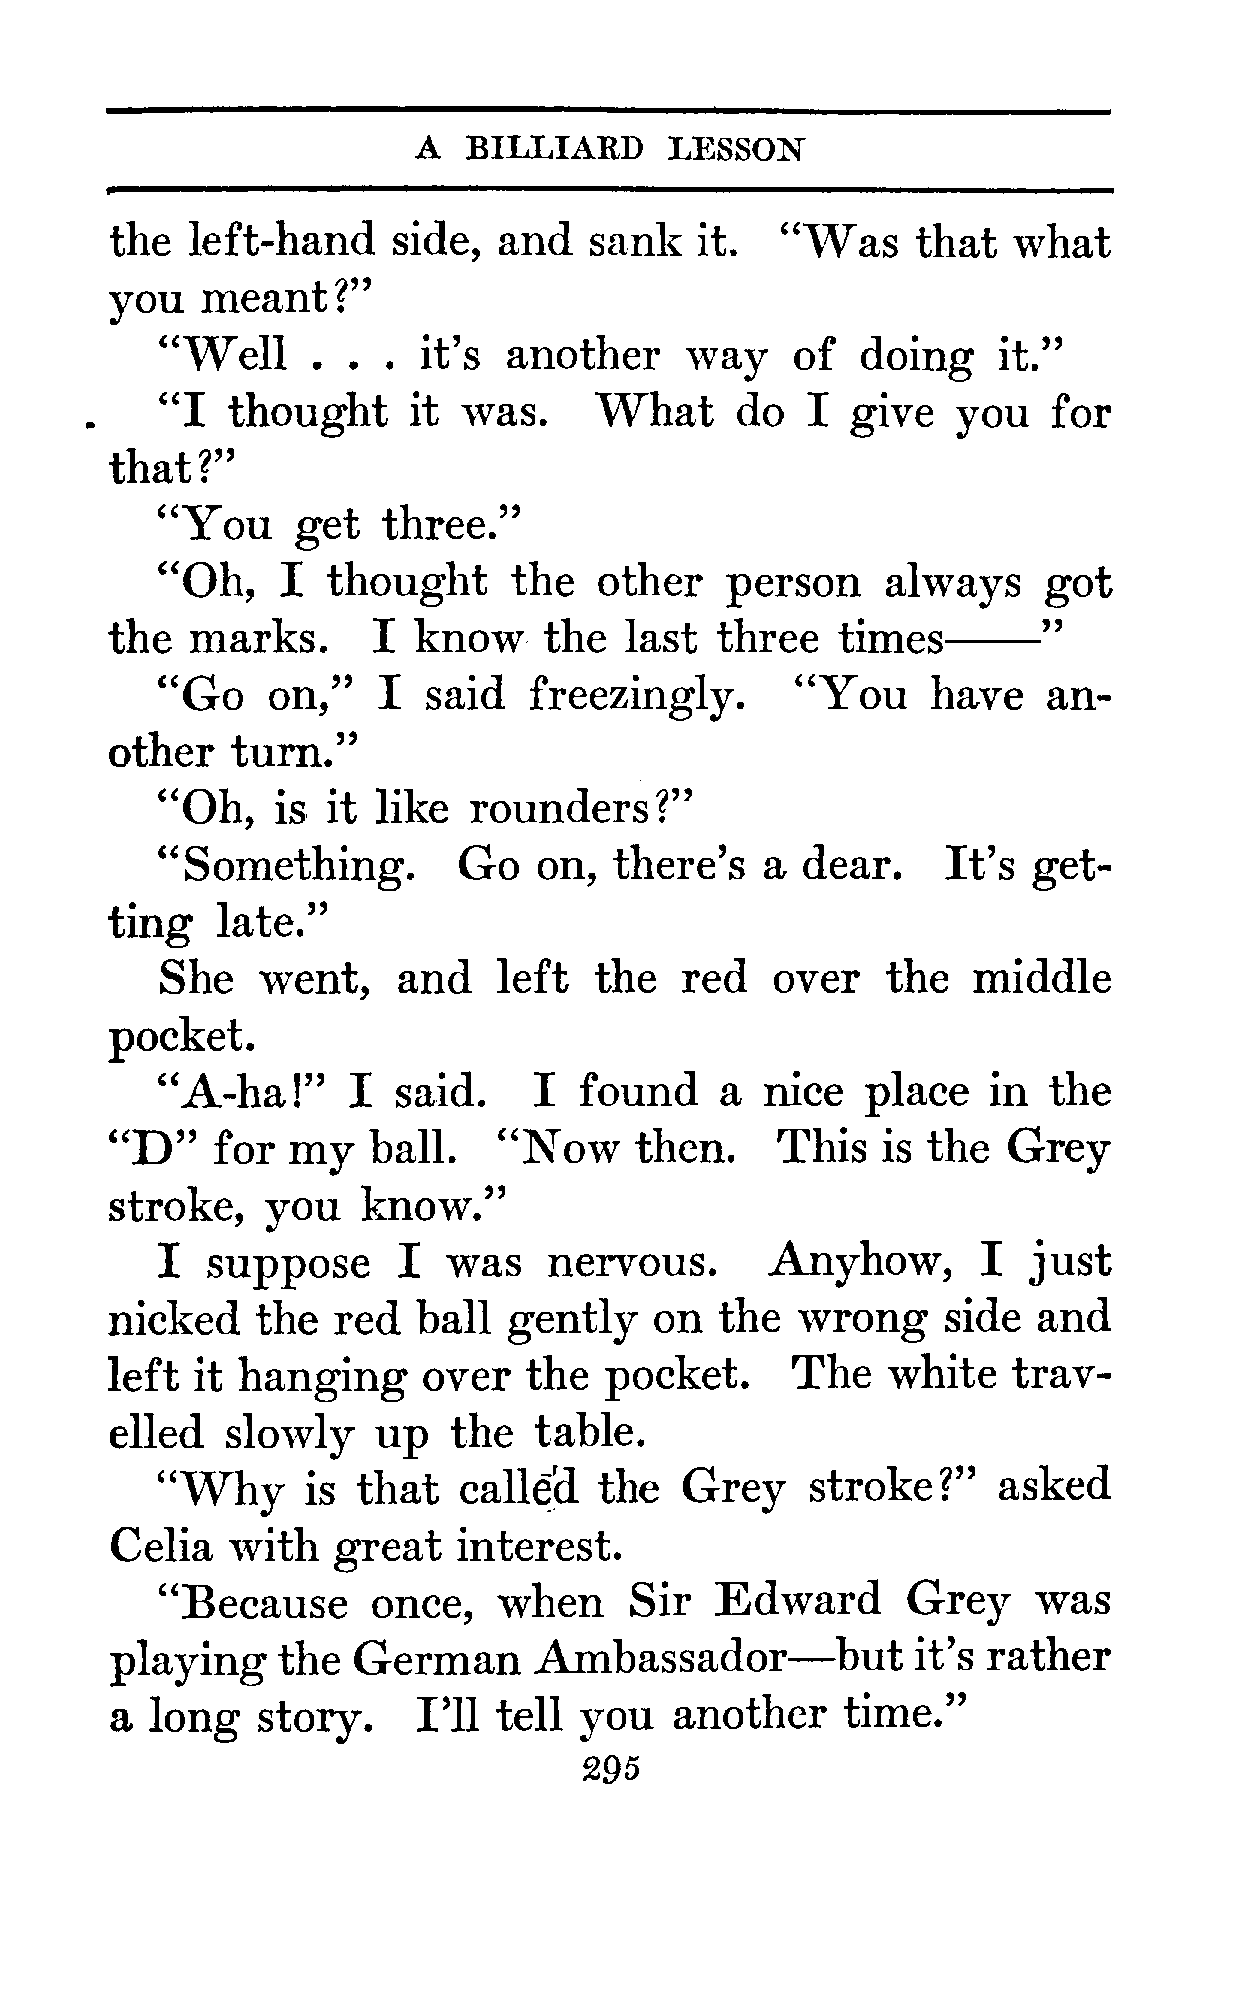 A BILLIARD LESSON
the left-hand side, and sank it. “Was that what
you meant?”
“Well . . . it’s another way of doing it.”
“I thought it was. What do I give you for
that?”
“You get three.”
“Oh, I thought the other person always got
the marks. I know the last three times——”
“Go on,” I said freezingly. “You have an-
other turn.”
“Oh, is it like rounders?”
“Something. Go on, there’s a dear. It’s get-
ting late.”
She went, and left the red over the middle
pocket.
“A-ha!” I said. I found a nice place in the
“D” for my ball. “Now then. This is the Grey
stroke, you know.”
I suppose I was nervous. Anyhow, I just
nicked the red ball gently on the wrong side and
left it hanging over the pocket. The white trav-
elled slowly up the table.
“Why is that called the Grey stroke?” asked
Celia with great interest.
“Because once, when Sir Edward Grey was
playing the German Ambassador—but it’s rather
a long story. I’ll tell you another time.”
295